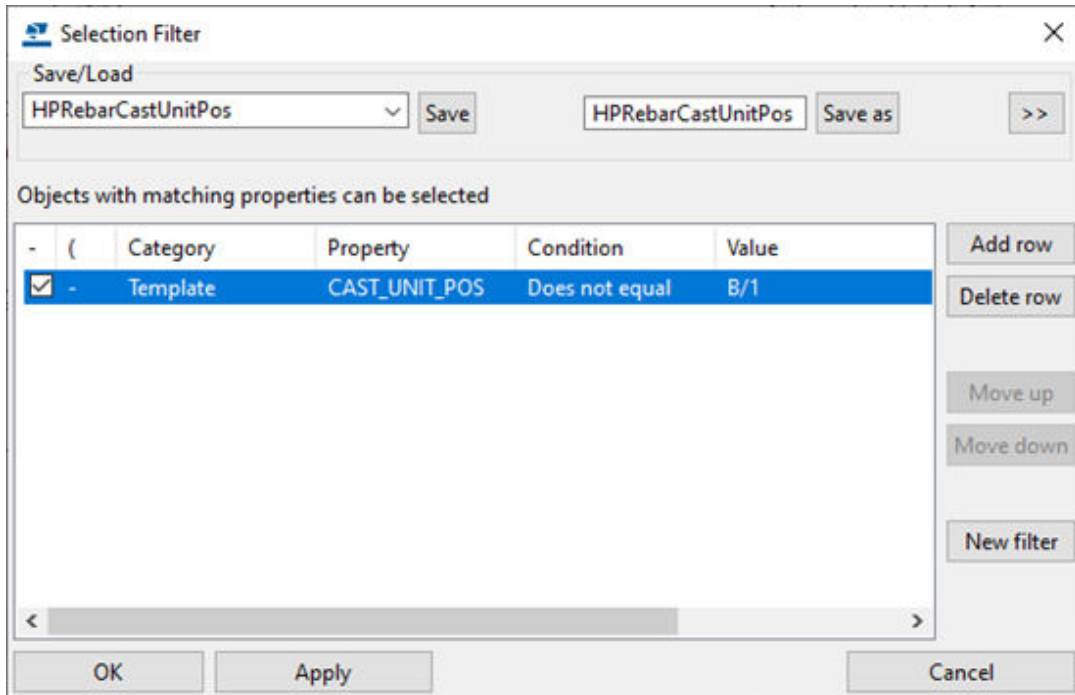 Selection Filter
Save/Load
HPRebarCastUnitPos Save HPRebarCastUnitPos Save as >>
Objects with matching properties can be selected
- ( Category Property Condition Value
- Template CAST_UNIT_POS Does not equal B/1
Add row
Delete row
Move up
Move down
New filter
OK Apply Cancel